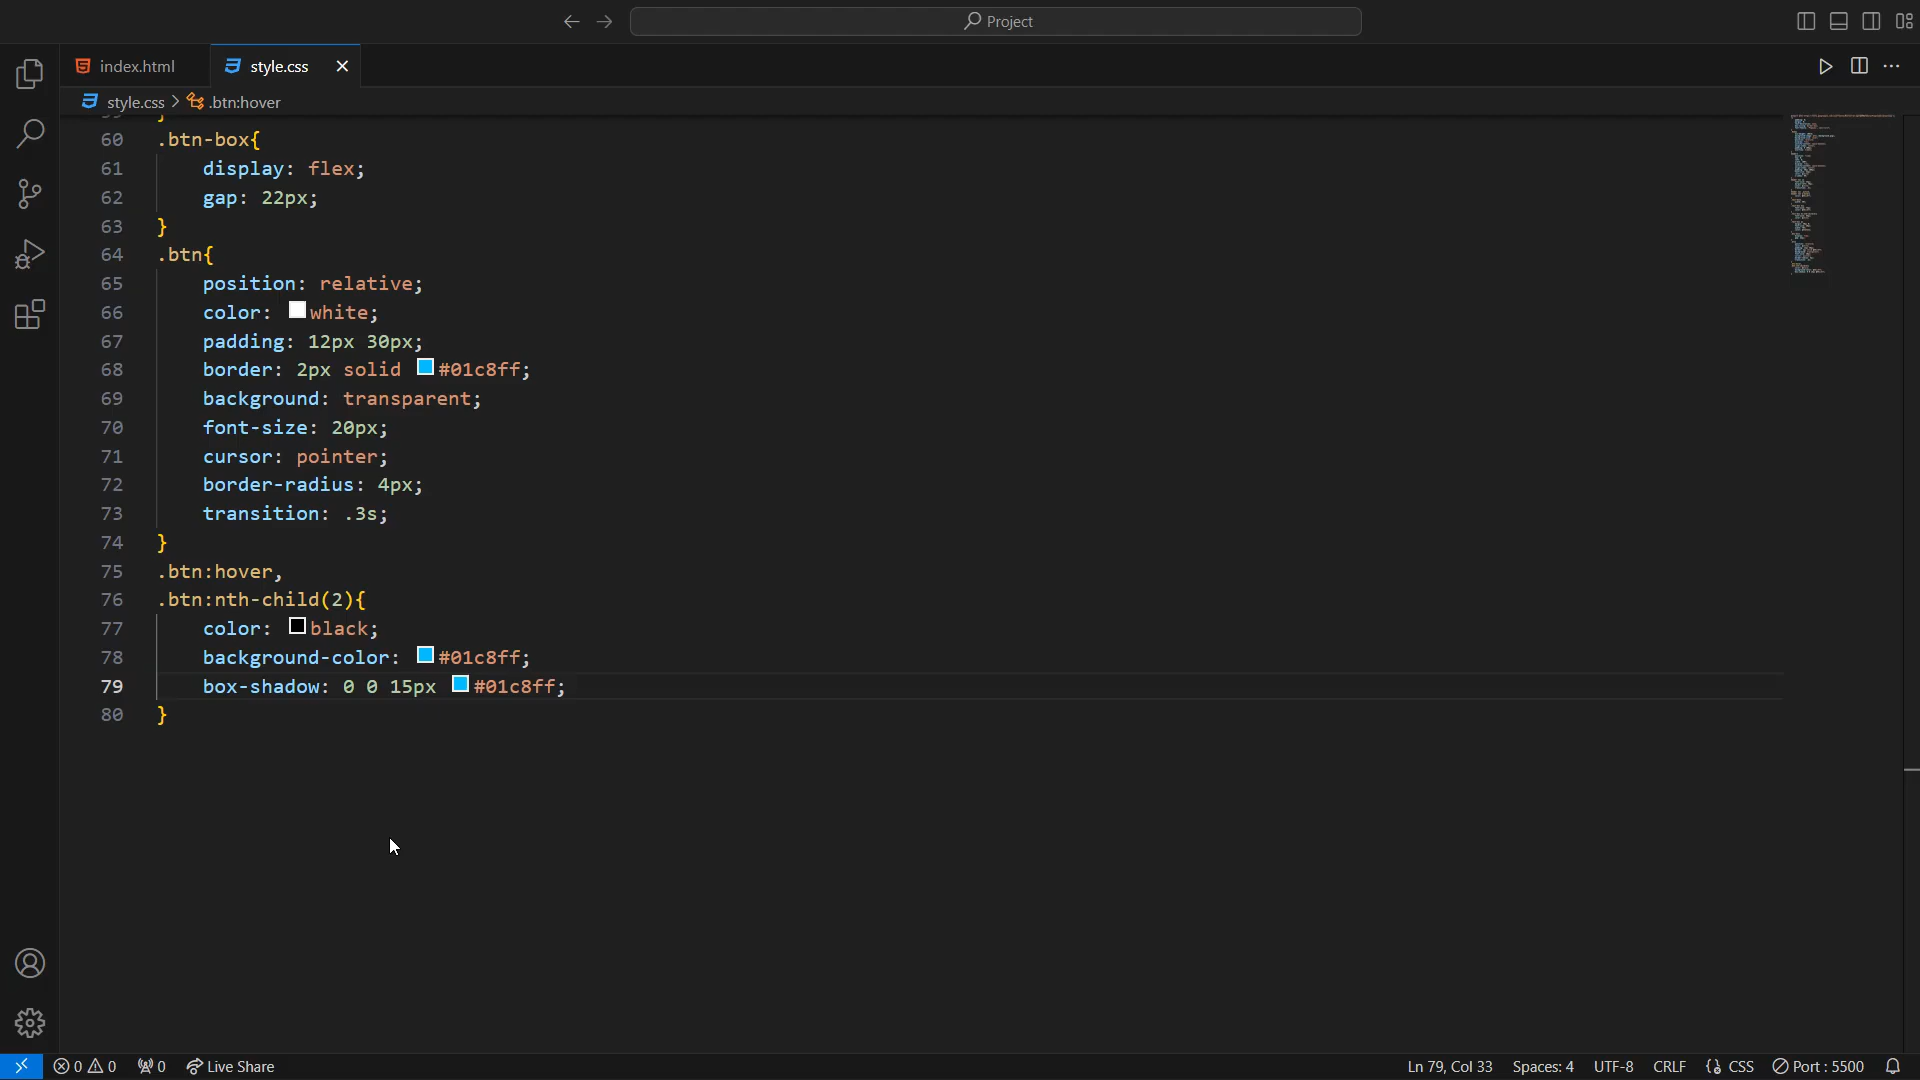 Project
index.html
style.css
style.css > .btn:hover
60 .btn-box{
61 display: flex;
62 gap: 22px;
63 }
64 .btn{
65 position: relative;
66 color: white;
67 padding: 12px 30px;
68 border: 2px solid #01c8ff;
69 background: transparent;
70 font-size: 20px;
71 cursor: pointer;
72 border-radius: 4px;
73 transition: .3s;
74 }
75 .btn:hover,
76 .btn:nth-child(2){
77 color: black;
78 background-color: #01c8ff;
79 box-shadow: 0 0 15px #01c8ff;
80 }
0 0 0 Live Share Ln 79, Col 33 Spaces: 4 UTF-8 CRLF CSS Port : 5500